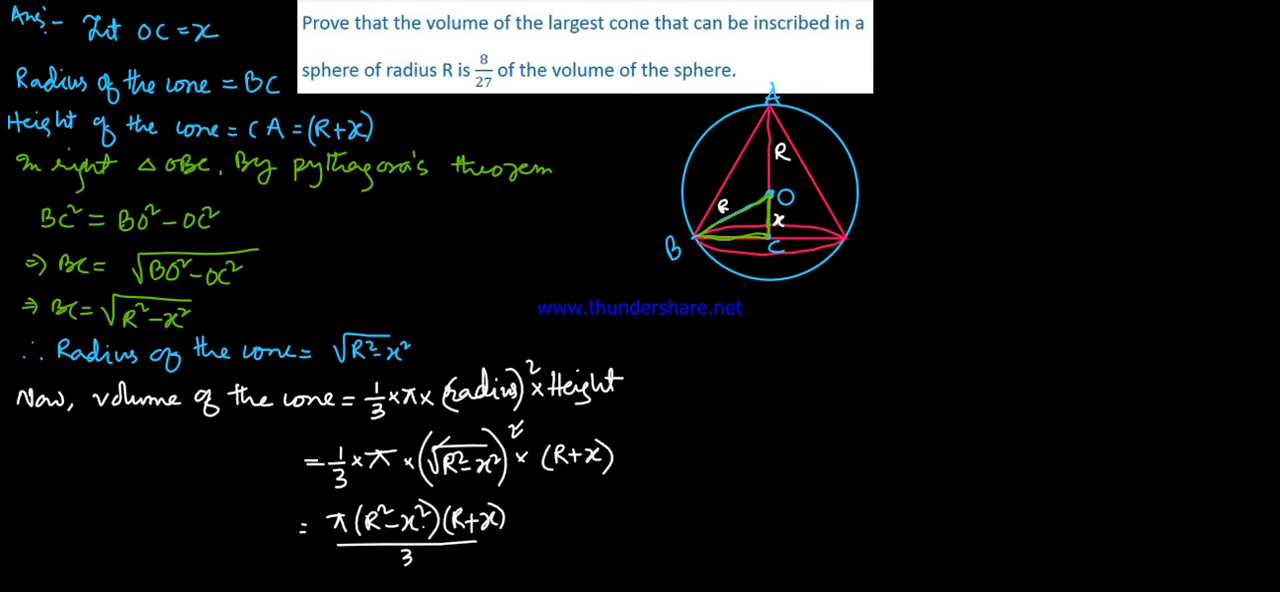 Ans:- Let OC = x
Prove that the volume of the largest cone that can be inscribed in a
sphere of radius R is 8/27 of the volume of the sphere.
Radius of the cone = BC
Height of the cone = CA = (R+x)
In right △ OBC, By pythagora's theorem
BC² = BO² - OC²
⇒ BC = √(BO² - OC²)
⇒ BC = √(R² - x²)
∴ Radius of the cone = √(R² - x²)
Now, volume of the cone = 1/3 × π × (radius)² × Height
= 1/3 × π × (√(R² - x²))² × (R+x)
= π(R² - x²)(R+x)/3
A
R
O
R
x
B
C
www.thundershare.net